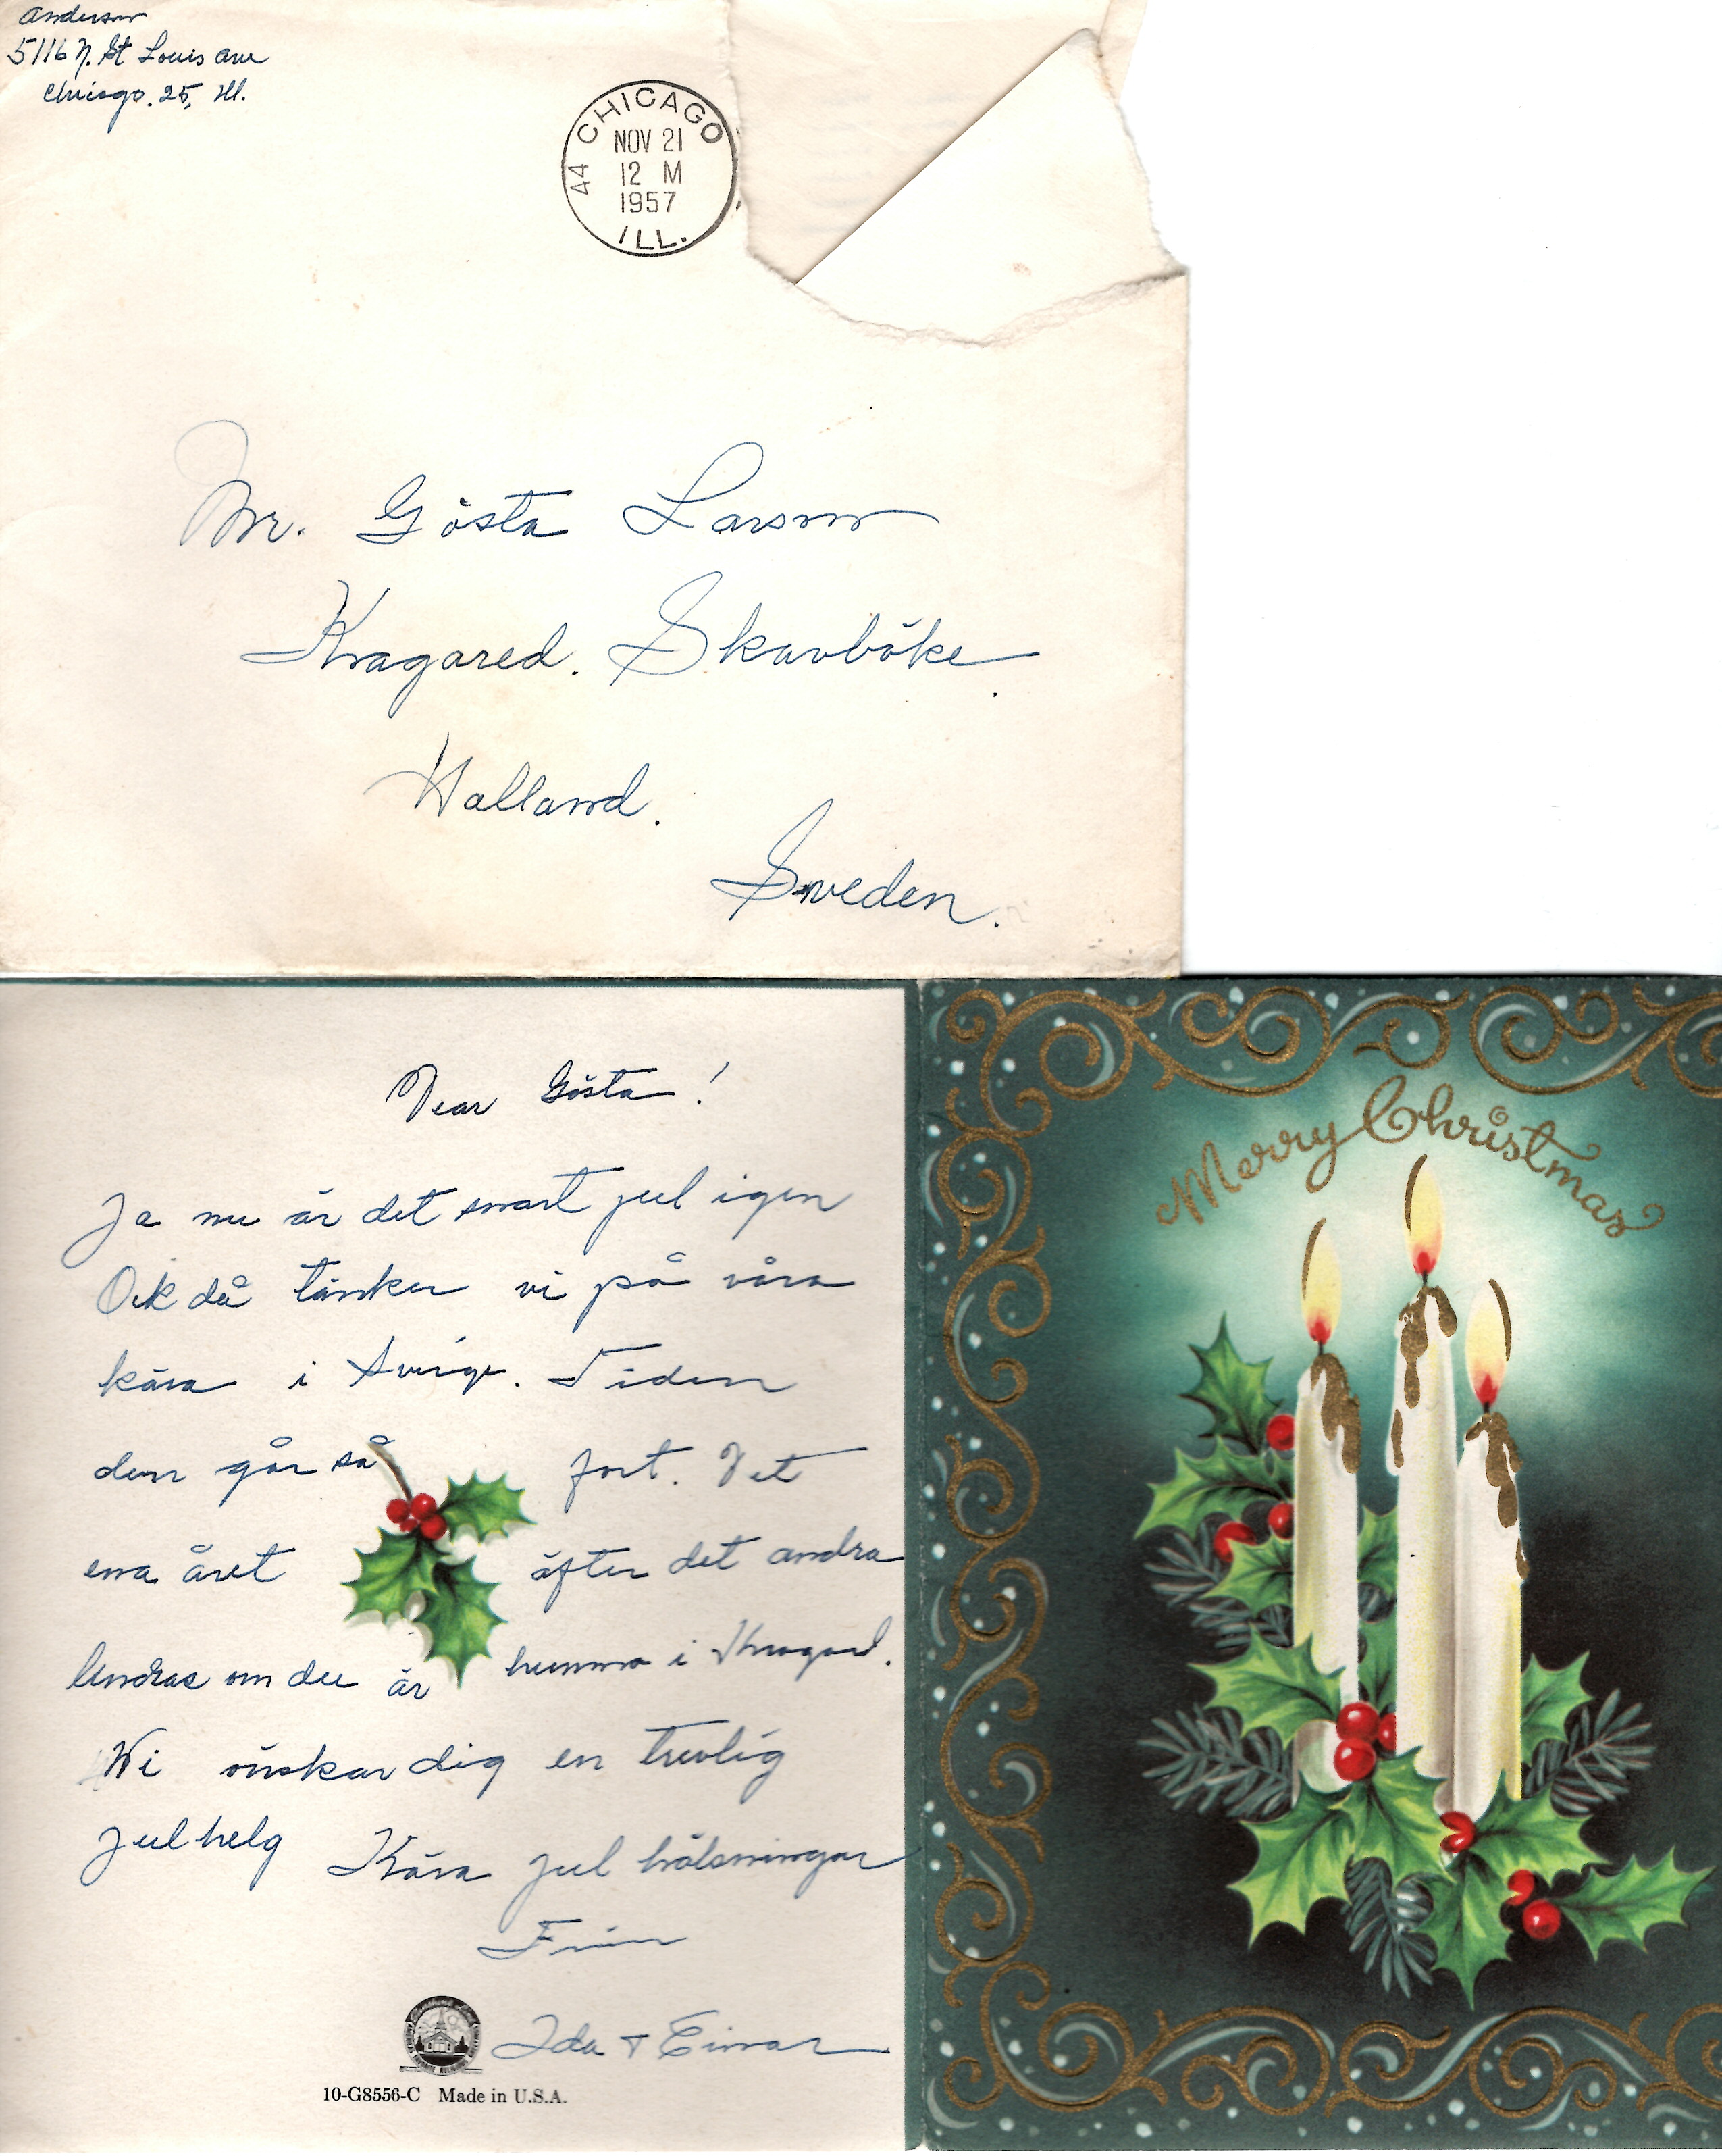 Anderson
5116 N. St Louis ave
Chicago. 25, Ill.
44 CHICAGO
NOV 21
12 M
1957
ILL.
Mr. Gösta Larson
Kragared. Skavböke
Halland.
Sweden.
Dear Gösta!
Ja nu är det snart jul igen
Ock då tänker vi på våra
kära i Sverige. Tiden
den går så fort. Det
ena året äfter det andra
undras om du är hemma i Kragared.
Wi önskar dig en trevlig
julhelg Kära jul hälsningar
Från
Ida + Einar
10-G8556-C Made in U.S.A.
Merry Christmas